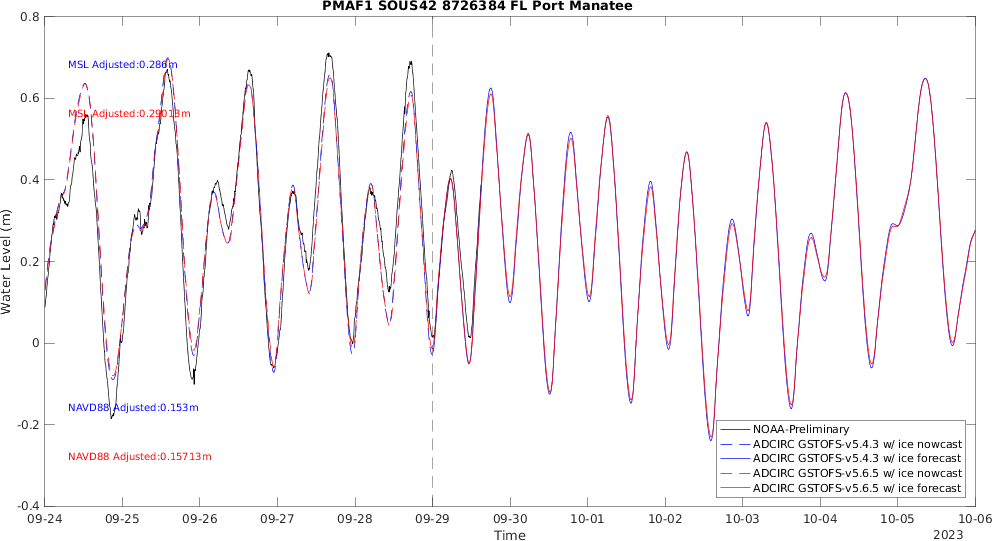 PMAF1 SOUS42 8726384 FL Port Manatee
0.8
0.6
0.4
0.2
0
-0.2
-0.4
Water Level (m)
MSL Adjusted:0.286m
MSL Adjusted:0.29013m
NAVD88 Adjusted:0.153m
NAVD88 Adjusted:0.15713m
NOAA-Preliminary
ADCIRC GSTOFS-v5.4.3 w/ ice nowcast
ADCIRC GSTOFS-v5.4.3 w/ ice forecast
ADCIRC GSTOFS-v5.6.5 w/ ice nowcast
ADCIRC GSTOFS-v5.6.5 w/ ice forecast
09-24 09-25 09-26 09-27 09-28 09-29 09-30 10-01 10-02 10-03 10-04 10-05 10-06
Time
2023